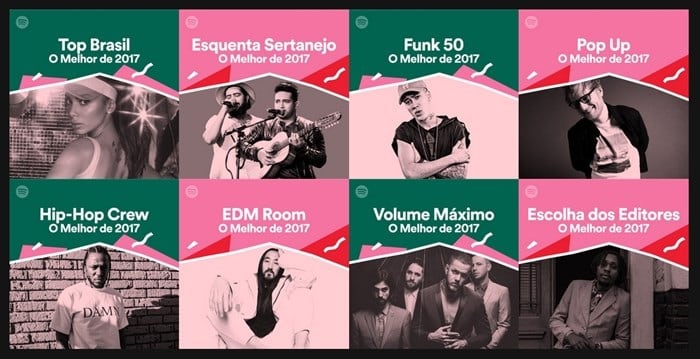 Top Brasil
O Melhor de 2017
Esquenta Sertanejo
O Melhor de 2017
Funk 50
O Melhor de 2017
Pop Up
O Melhor de 2017
Hip-Hop Crew
O Melhor de 2017
EDM Room
O Melhor de 2017
Volume Máximo
O Melhor de 2017
Escolha dos Editores
O Melhor de 2017
DAMN